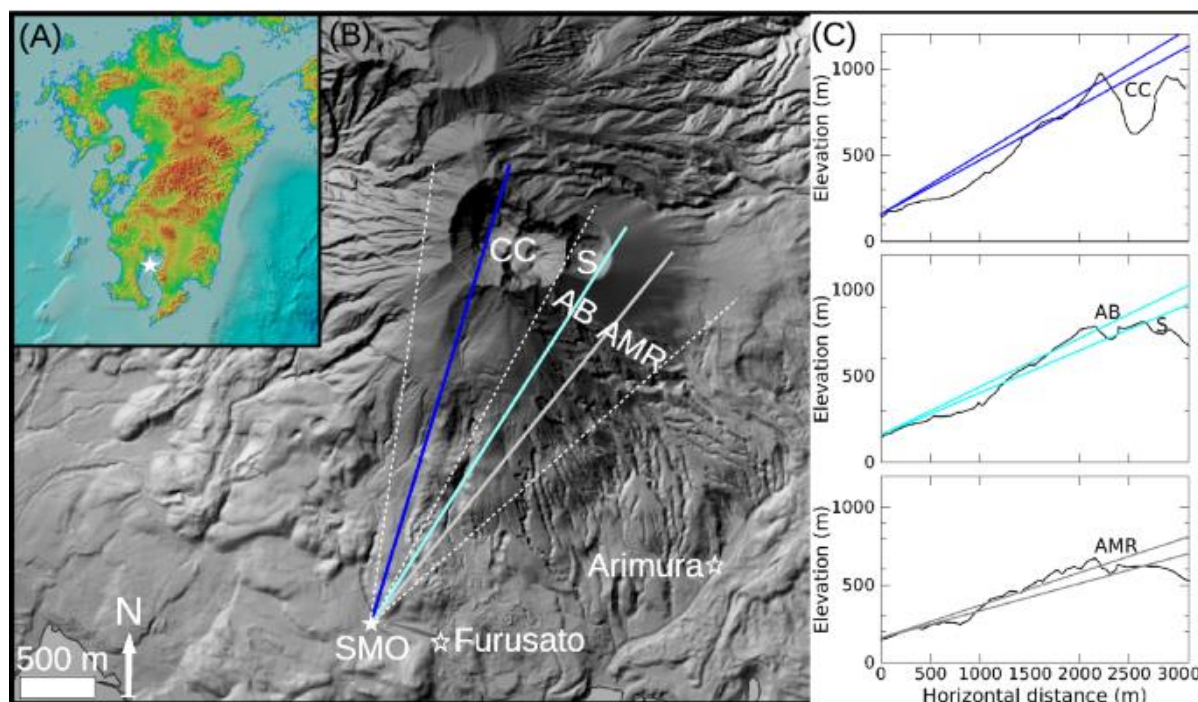 (A)
(B)
CC
S
AB
AMR
Arimura
SMO
Furusato
N
500 m
(C)
1000
500
0
Elevation (m)
CC
1000
500
0
Elevation (m)
AB
S
1000
500
0
Elevation (m)
AMR
0 500 1000 1500 2000 2500 3000
Horizontal distance (m)